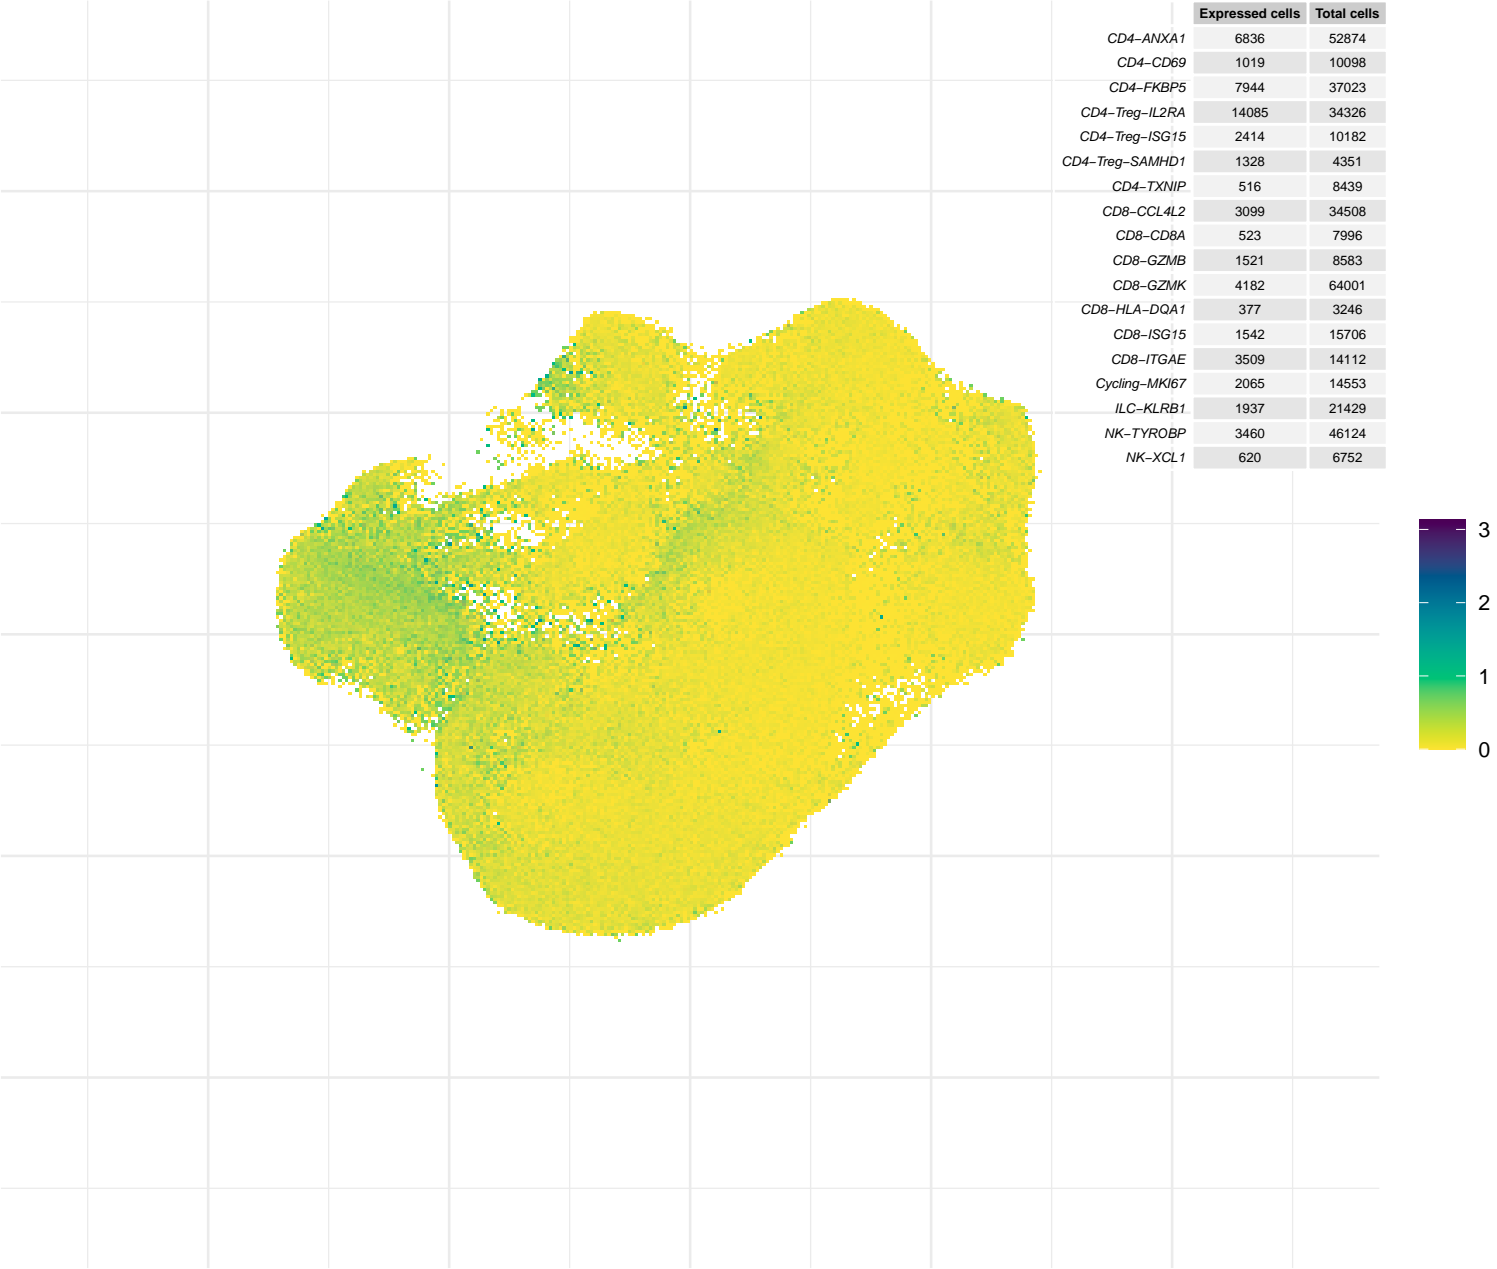 Expressed cells Total cells
CD4−ANXA1 6836 52874
CD4−CD69 1019 10098
CD4−FKBP5 7944 37023
CD4−Treg−IL2RA 14085 34326
CD4−Treg−ISG15 2414 10182
CD4−Treg−SAMHD1 1328 4351
CD4−TXNIP 516 8439
CD8−CCL4L2 3099 34508
CD8−CD8A 523 7996
CD8−GZMB 1521 8583
CD8−GZMK 4182 64001
CD8−HLA−DQA1 377 3246
CD8−ISG15 1542 15706
CD8−ITGAE 3509 14112
Cycling−MKI67 2065 14553
ILC−KLRB1 1937 21429
NK−TYROBP 3460 46124
NK−XCL1 620 6752
3
2
1
0